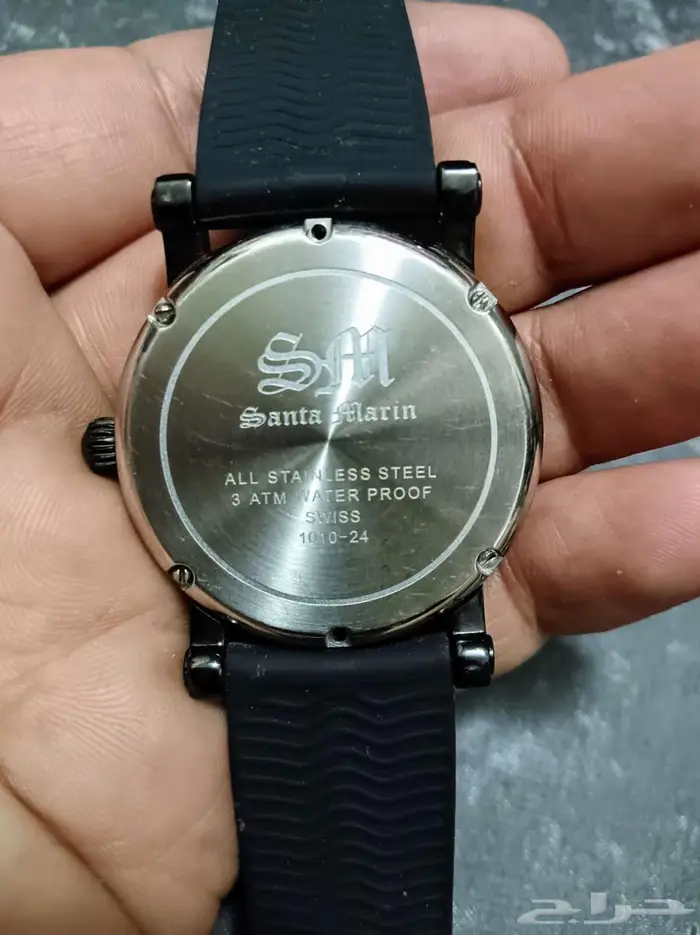 SM
Santa Marin
ALL STAINLESS STEEL
3 ATM WATER PROOF
SWISS
1010-24
حراج